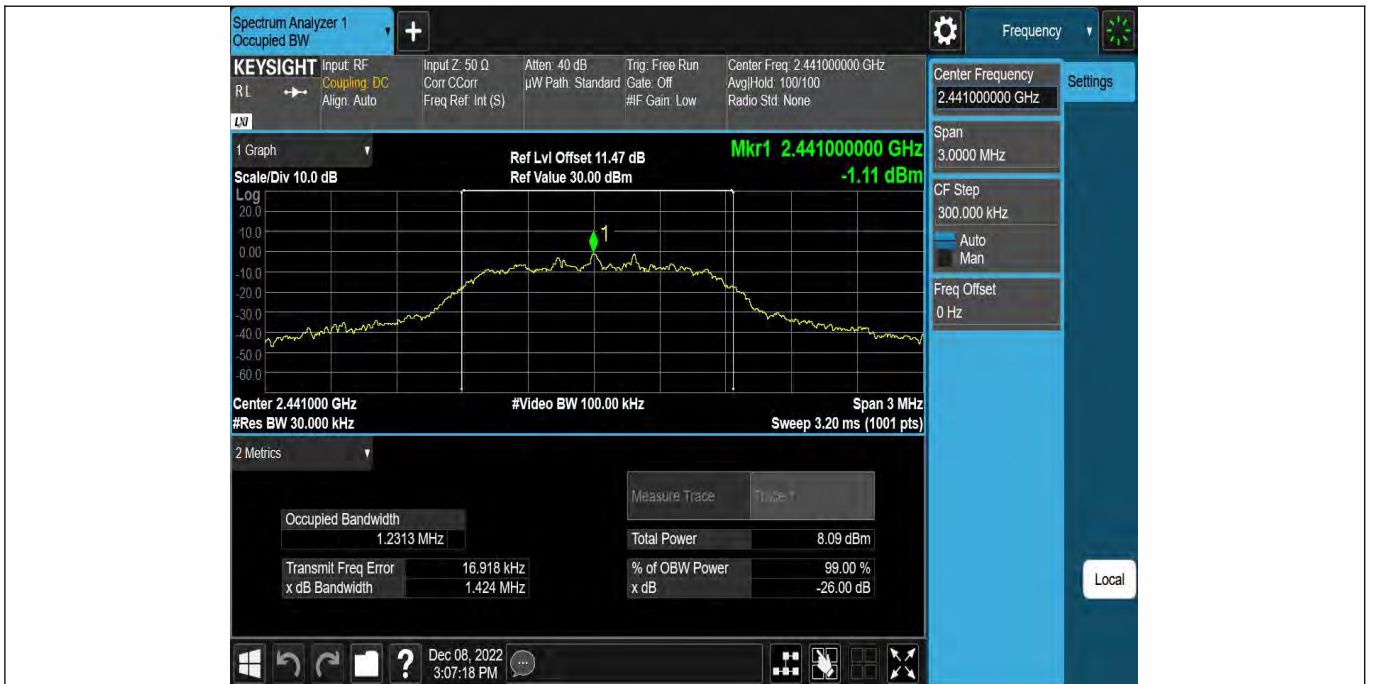 Spectrum Analyzer 1
Occupied BW
+
Frequency
KEYSIGHT
RL
LXI
Input: RF
Coupling: DC
Align: Auto
Input Z: 50 Ω
Corr CCorr
Freq Ref: Int (S)
Atten: 40 dB
µW Path: Standard
Trig: Free Run
Gate: Off
#IF Gain: Low
Center Freq: 2.441000000 GHz
Avg|Hold: 100/100
Radio Std: None
Center Frequency
2.441000000 GHz
Settings
Span
3.0000 MHz
CF Step
300.000 kHz
Auto
Man
Freq Offset
0 Hz
Local
1 Graph
Scale/Div 10.0 dB
Ref Lvl Offset 11.47 dB
Ref Value 30.00 dBm
Mkr1 2.441000000 GHz
-1.11 dBm
Log
20.0
10.0
0.00
-10.0
-20.0
-30.0
-40.0
-50.0
-60.0
1
Center 2.441000 GHz
#Res BW 30.000 kHz
#Video BW 100.00 kHz
Span 3 MHz
Sweep 3.20 ms (1001 pts)
2 Metrics
Measure Trace Trace 1
Occupied Bandwidth
1.2313 MHz
Total Power 8.09 dBm
Transmit Freq Error 16.918 kHz
% of OBW Power 99.00 %
x dB Bandwidth 1.424 MHz
x dB -26.00 dB
?
Dec 08, 2022
3:07:18 PM